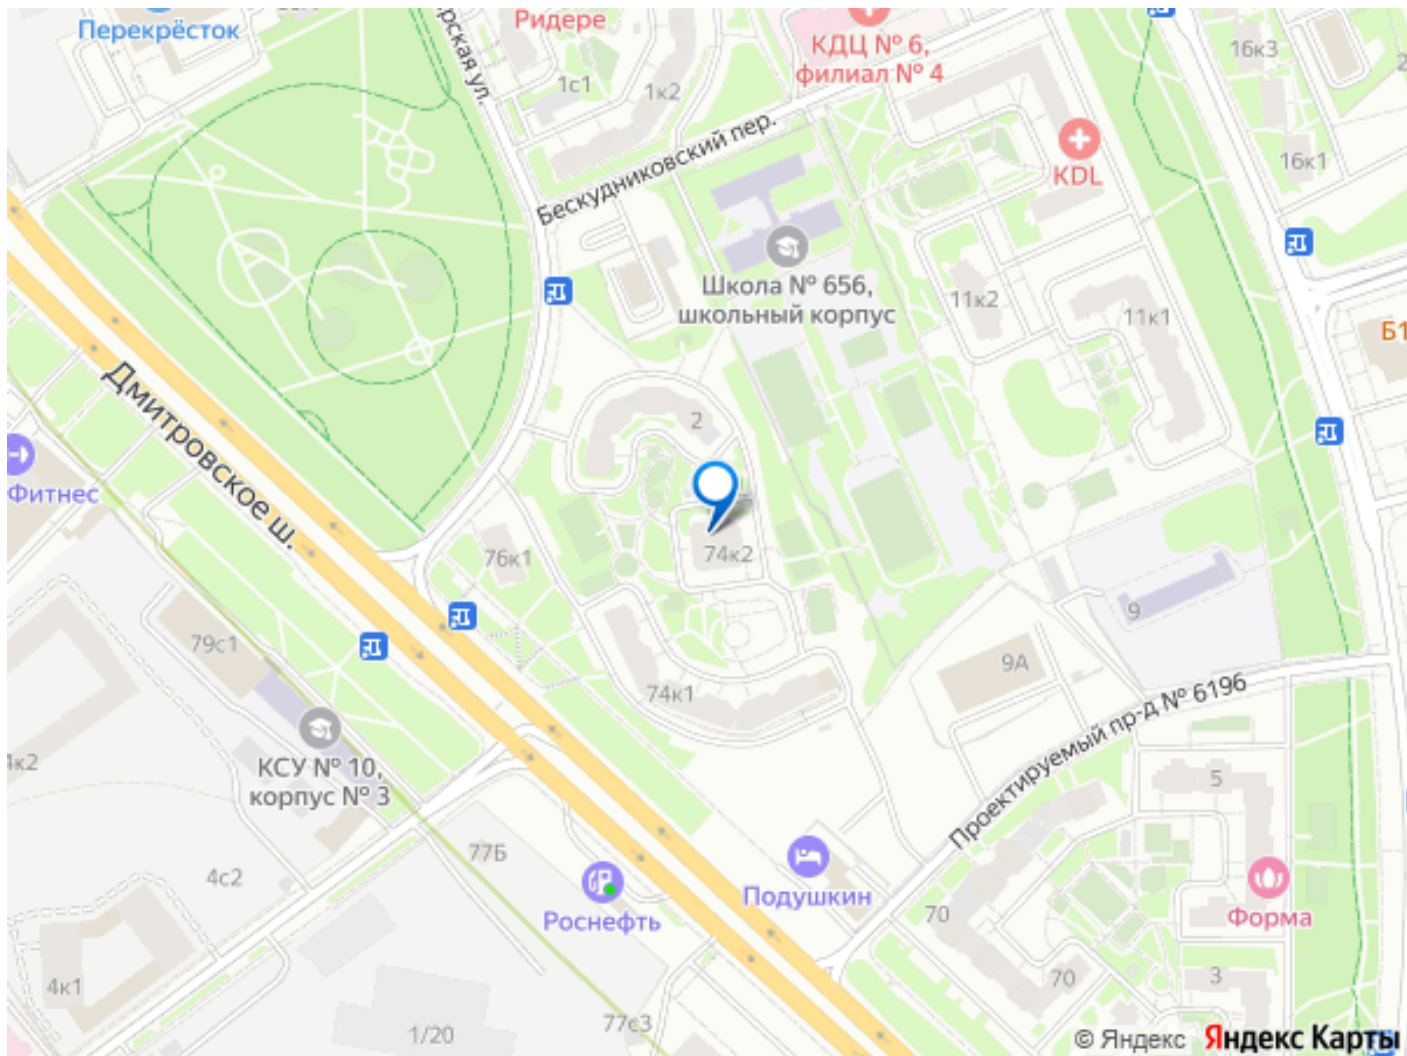 Перекрёсток
Ридере
ерская ул.
КДЦ № 6,
филиал № 4
16к3
1с1
1к2
Бескудниковский пер.
KDL
16к1
Школа № 656,
школьный корпус
11к2
11к1
Б1
Дмитровское ш.
2
Фитнес
76к1
74к2
9
79с1
9А
74к1
Проектируемый пр-д № 6196
КСУ № 10,
корпус № 3
4к2
5
77Б
4с2
Подушкин
Роснефть
70
Форма
70
3
4к1
77с3
1/20
© Яндекс Яндекс Карты